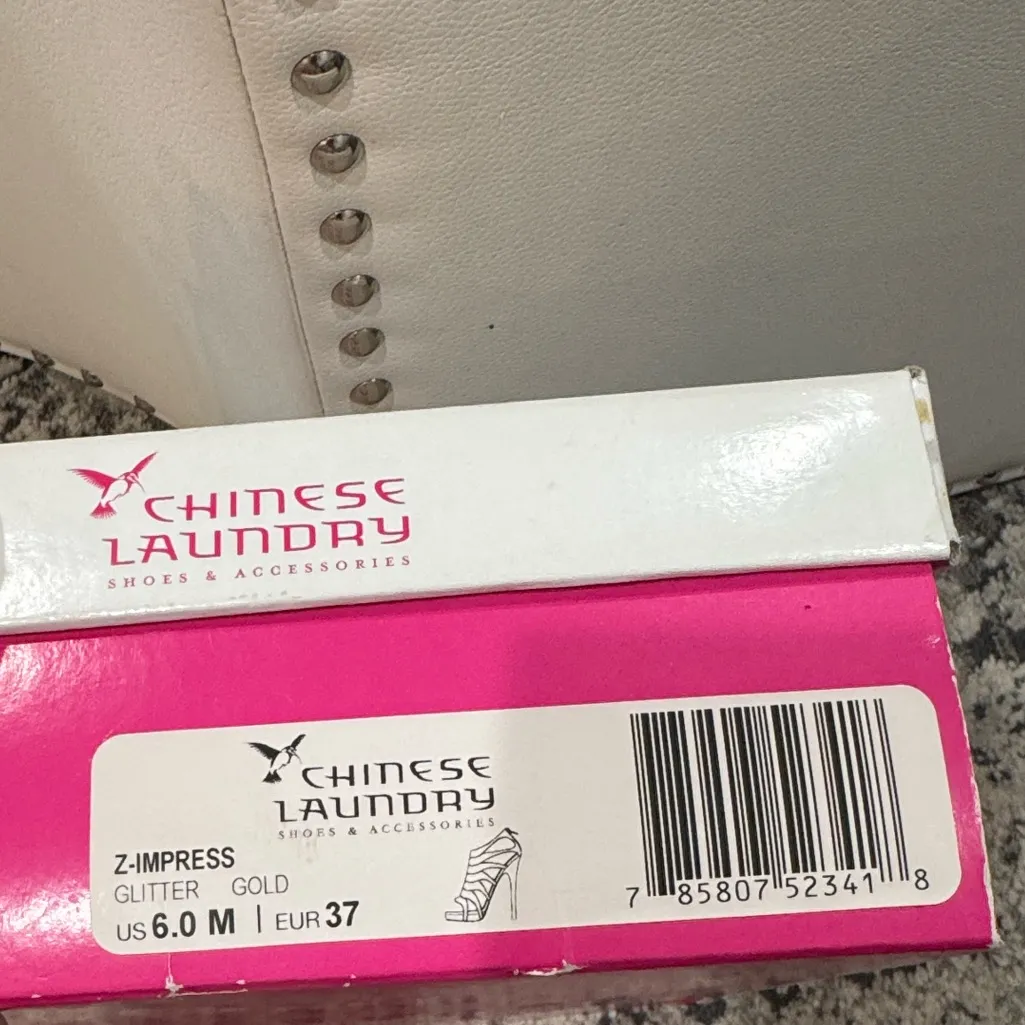 CHINESE
LAUNDRY
SHOES & ACCESSORIES
CHINESE
LAUNDRY
SHOES & ACCESSORIES
Z-IMPRESS
GLITTER GOLD
US 6.0 M | EUR 37
7 85807 52341 8